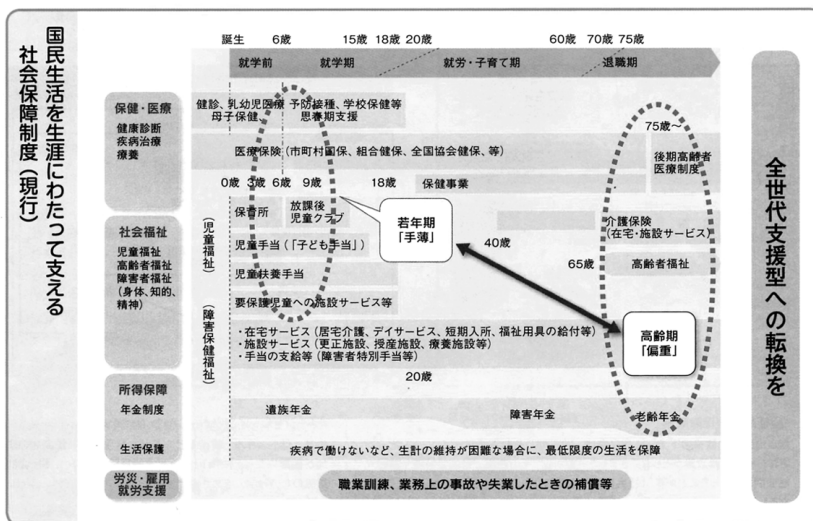 国民生活を生涯にわたって支える
社会保障制度（現行）
誕生 6歳 15歳 18歳 20歳 60歳 70歳 75歳
就学前 就学期 就労・子育て期 退職期
保健・医療
健康診断
疾病治療
療養
健診、乳幼児医療 予防接種、学校保健等
母子保健、 思春期支援
医療保険（市町村国保、組合健保、全国協会健保、等）
75歳～
後期高齢者
医療制度
0歳 3歳 6歳 9歳 18歳
保健事業
社会福祉
児童福祉
高齢者福祉
障害者福祉
（身体、知的、
精神）
（児童福祉）
保育所
放課後
児童クラブ
児童手当（「子ども手当」）
児童扶養手当
要保護児童への施設サービス等
若年期
「手薄」
40歳
介護保険
（在宅・施設サービス）
65歳
高齢者福祉
（障害保健福祉）
・在宅サービス（居宅介護、デイサービス、短期入所、福祉用具の給付等）
・施設サービス（更正施設、授産施設、療養施設等）
・手当の支給等（障害者特別手当等）
高齢期
「偏重」
20歳
所得保障
年金制度
遺族年金
障害年金
老齢年金
生活保護
疾病で働けないなど、生計の維持が困難な場合に、最低限度の生活を保障
労災・雇用
就労支援
職業訓練、業務上の事故や失業したときの補償等
全世代支援型への転換を